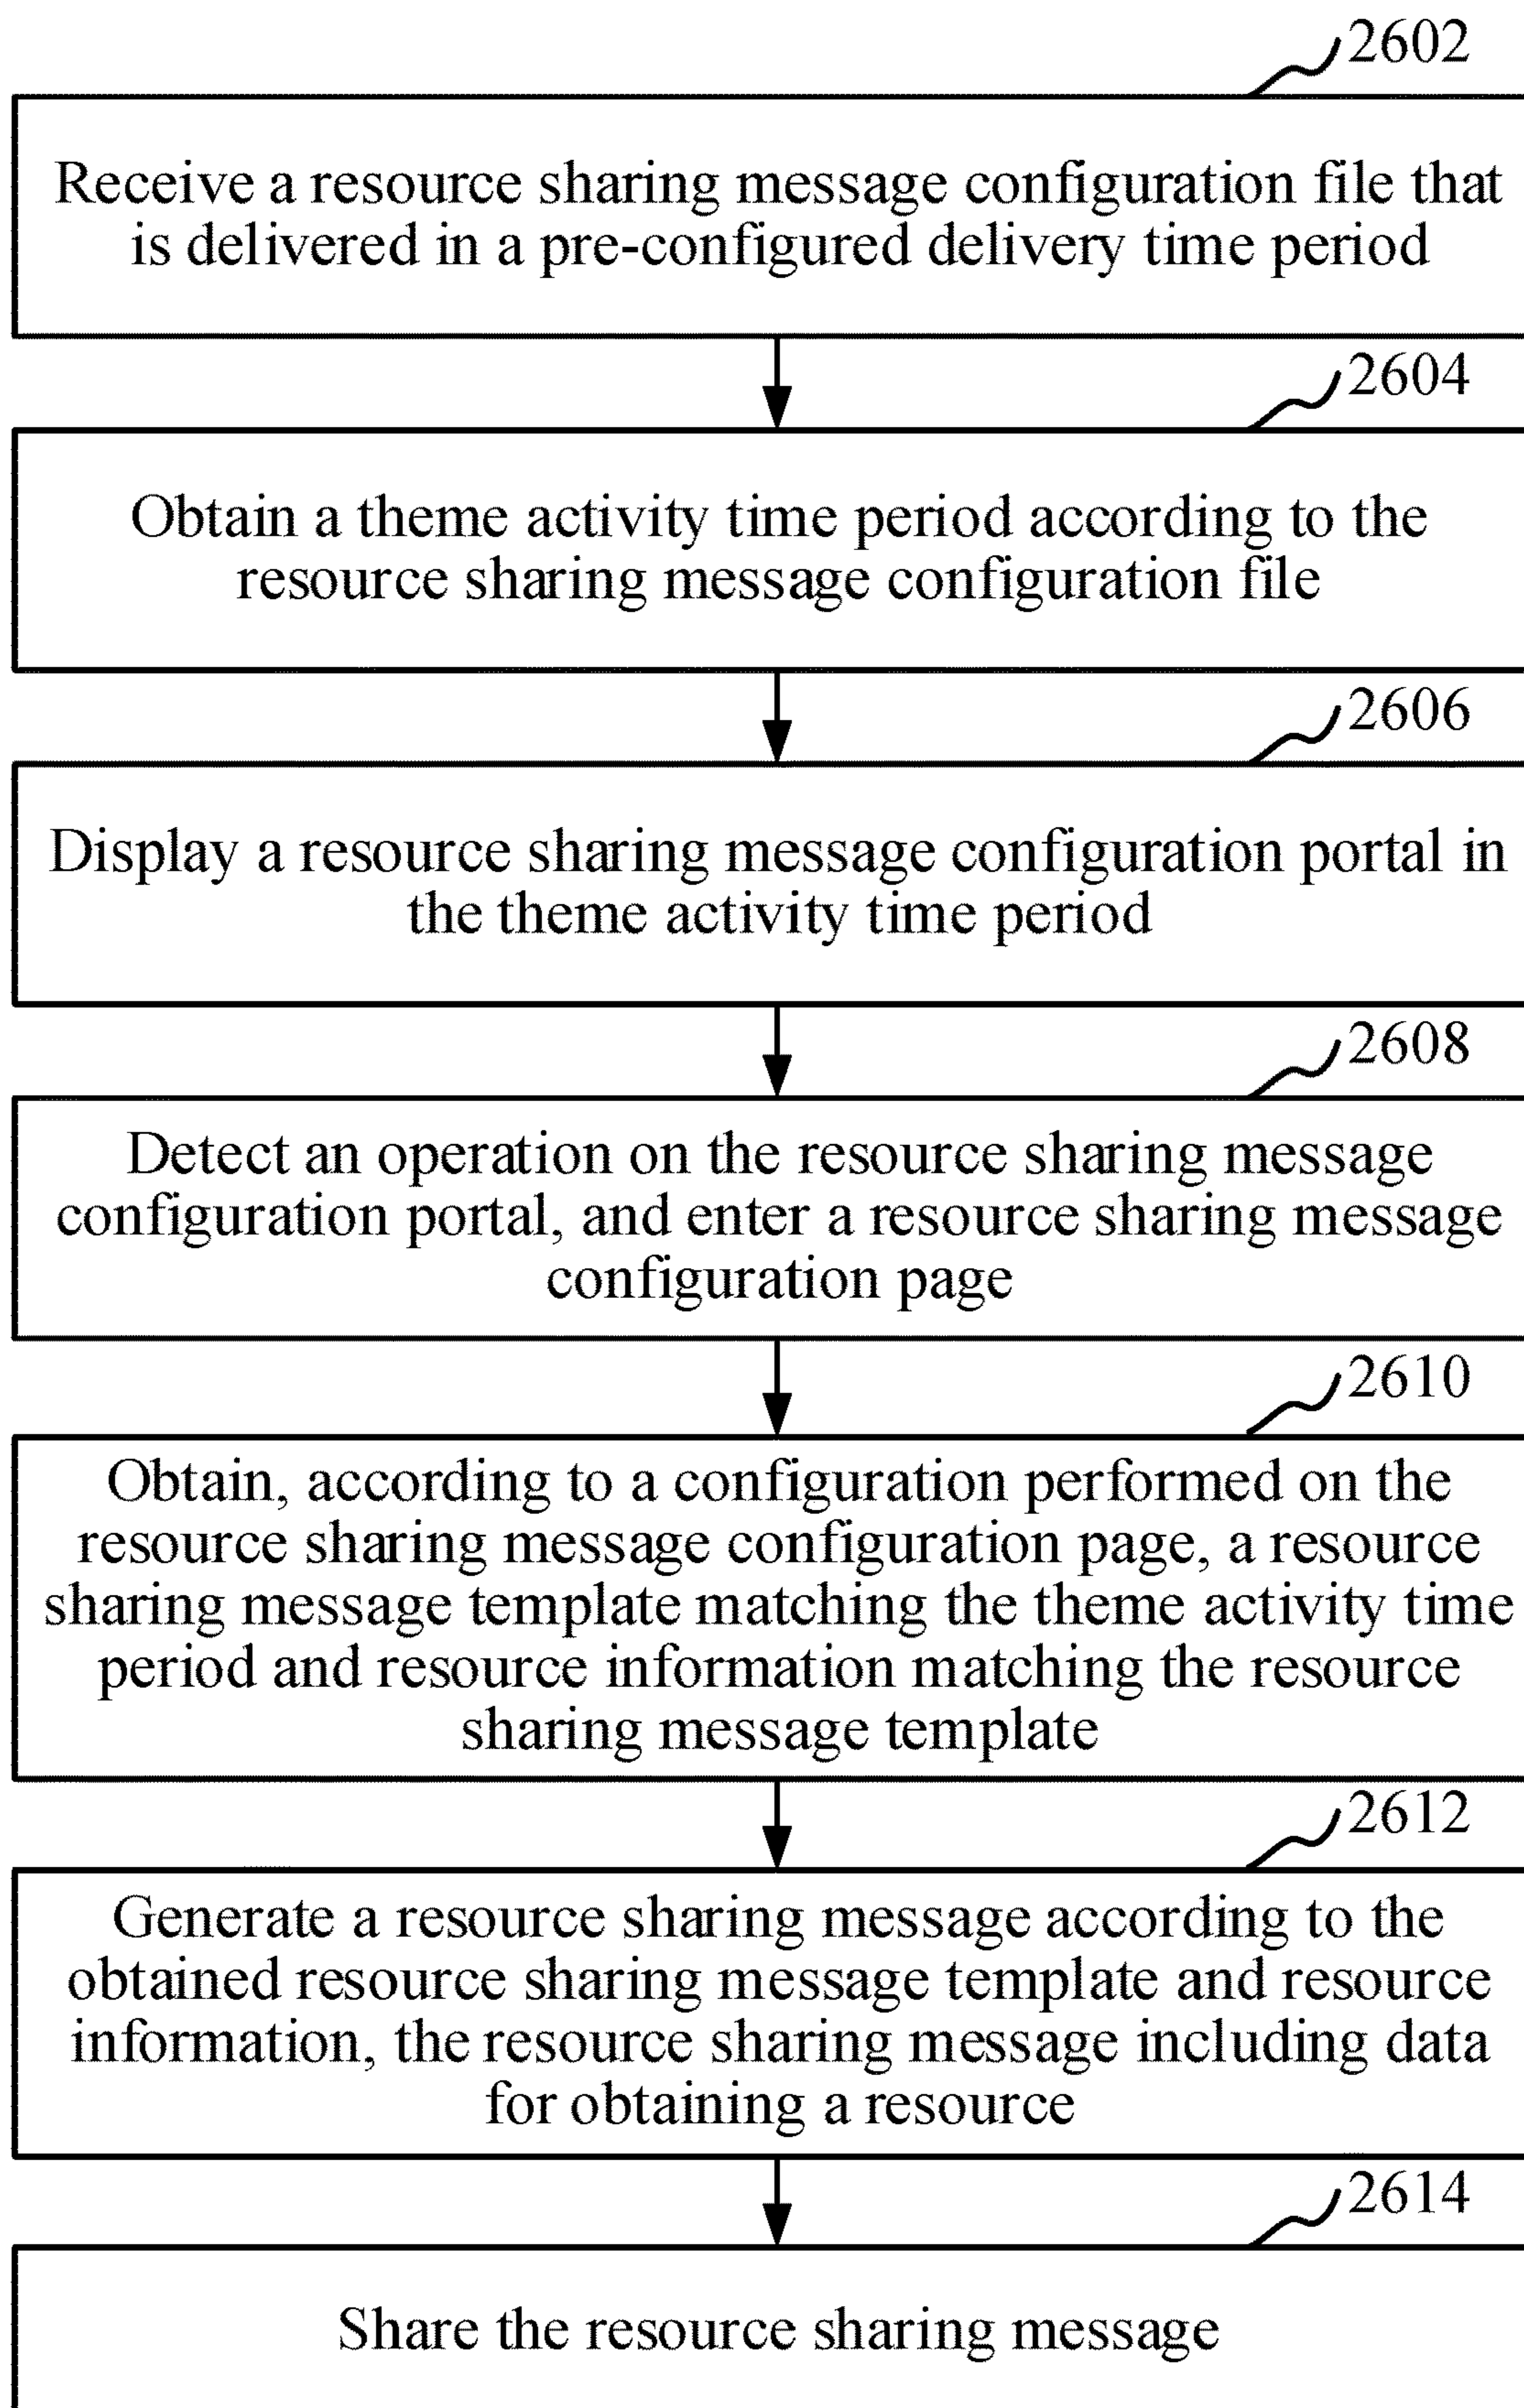 2602
Receive a resource sharing message configuration file that
is delivered in a pre-configured delivery time period
2604
Obtain a theme activity time period according to the
resource sharing message configuration file
2606
Display a resource sharing message configuration portal in
the theme activity time period
2608
Detect an operation on the resource sharing message
configuration portal, and enter a resource sharing message
configuration page
2610
Obtain, according to a configuration performed on the
resource sharing message configuration page, a resource
sharing message template matching the theme activity time
period and resource information matching the resource
sharing message template
2612
Generate a resource sharing message according to the
obtained resource sharing message template and resource
information, the resource sharing message including data
for obtaining a resource
2614
Share the resource sharing message